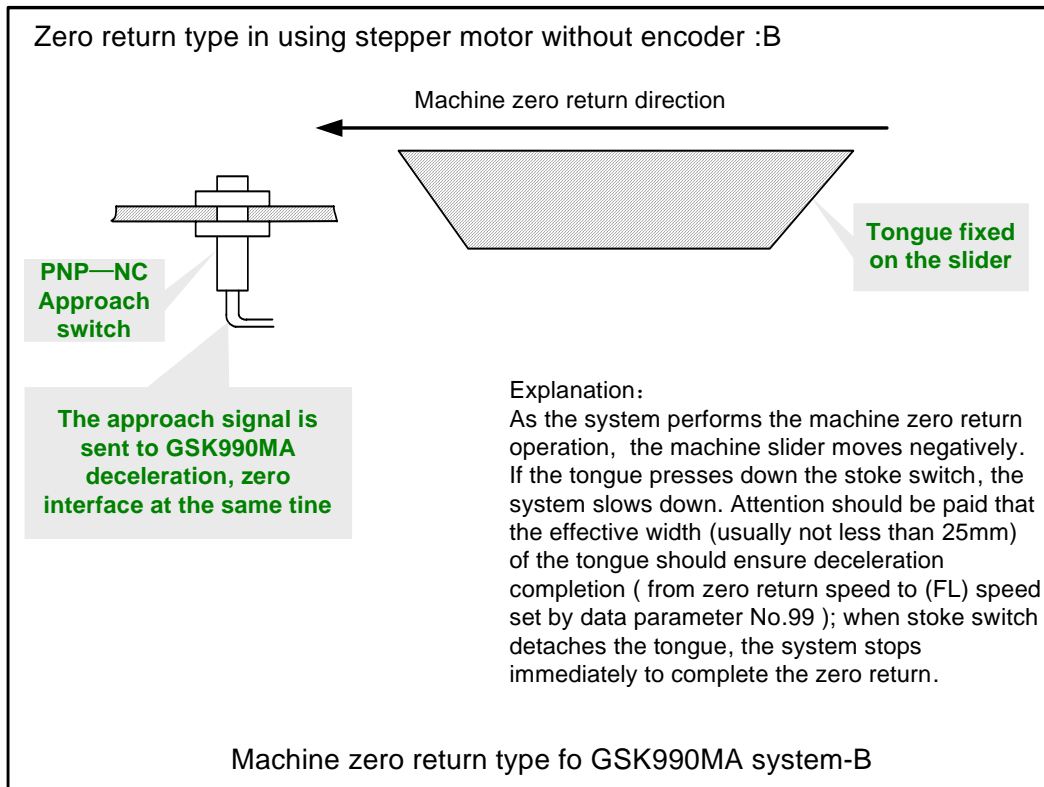 Zero return type in using stepper motor without encoder :B
Machine zero return direction
Tongue fixed
on the slider
PNP—NC
Approach
switch
The approach signal is
sent to GSK990MA
deceleration, zero
interface at the same tine
Explanation：
As the system performs the machine zero return
operation,  the machine slider moves negatively.
If the tongue presses down the stoke switch, the
system slows down. Attention should be paid that
the effective width (usually not less than 25mm)
of the tongue should ensure deceleration
completion ( from zero return speed to (FL) speed
set by data parameter No.99 ); when stoke switch
detaches the tongue, the system stops
immediately to complete the zero return.
Machine zero return type fo GSK990MA system-B